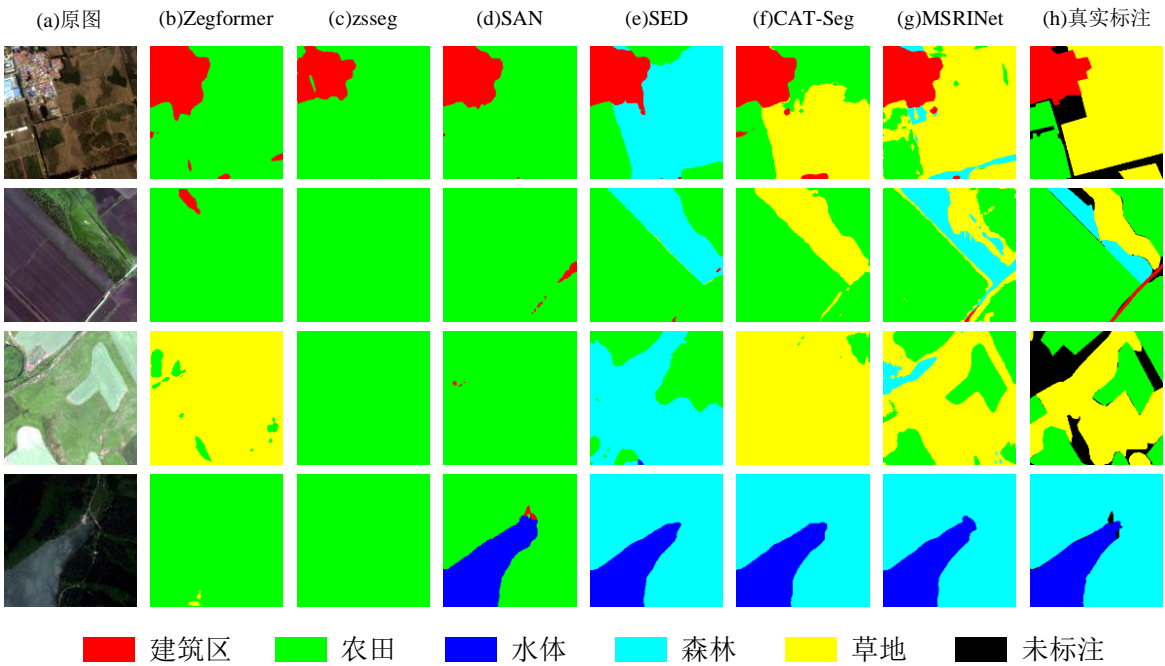 (a)原图 (b)Zegformer (c)zsseg (d)SAN (e)SED (f)CAT-Seg (g)MSRINet (h)真实标注
建筑区 农田 水体 森林 草地 未标注